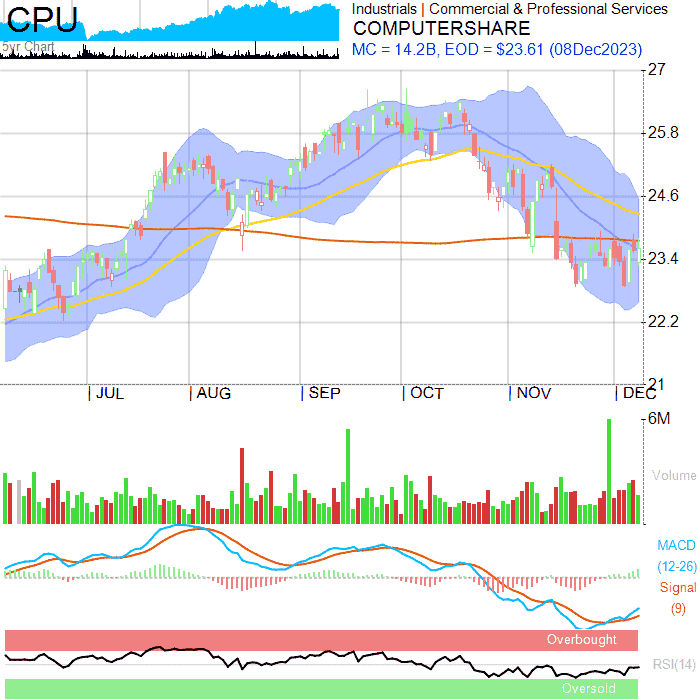 CPU
5yr Chart
Industrials | Commercial & Professional Services
COMPUTERSHARE
MC = 14.2B, EOD = $23.61 (08Dec2023)
27
25.8
24.6
23.4
22.2
21
JUL AUG SEP OCT NOV DEC
6M
Volume
MACD
(12-26)
Signal
(9)
Overbought
RSI(14)
Oversold